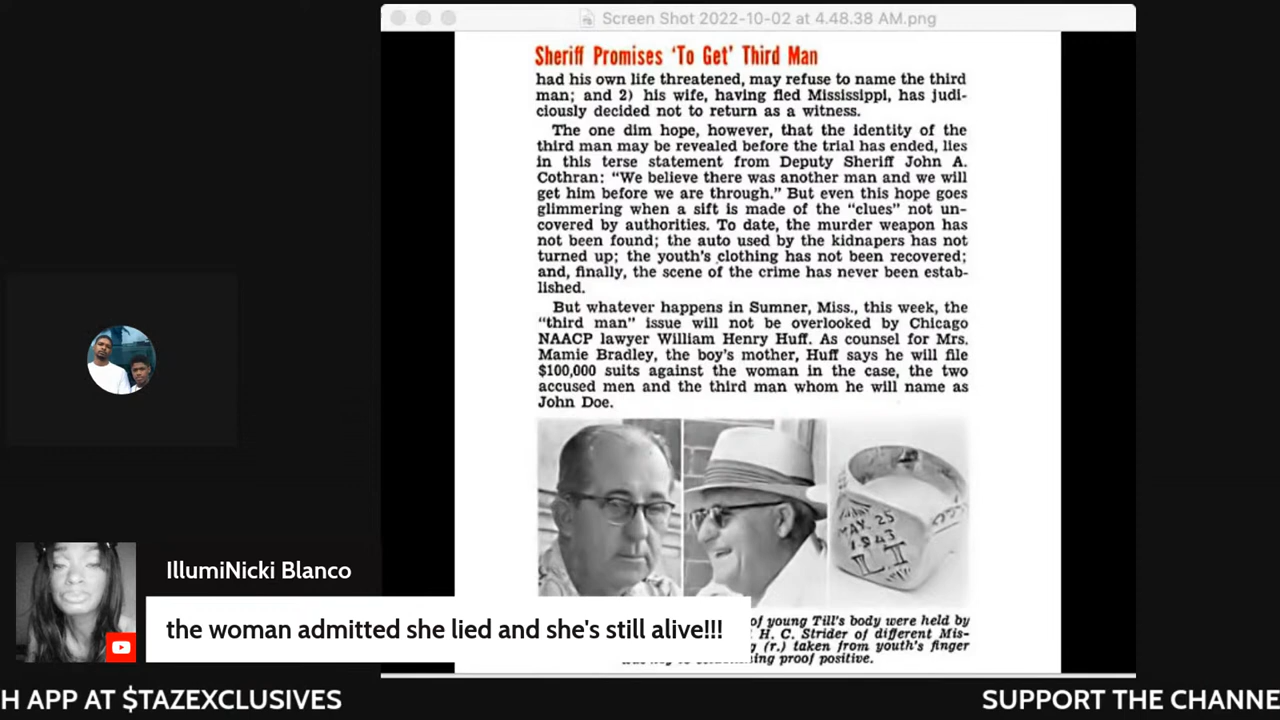 Screen Shot 2022-10-02 at 4.48.38 AM.png
Sheriff Promises 'To Get' Third Man
had his own life threatened, may refuse to name the third
man; and 2) his wife, having fled Mississippi, has judi-
ciously decided not to return as a witness.
The one dim hope, however, that the identity of the
third man may be revealed before the trial has ended, lies
in this terse statement from Deputy Sheriff John A.
Cothran: "We believe there was another man and we will
get him before we are through." But even this hope goes
glimmering when a sift is made of the "clues" not un-
covered by authorities. To date, the murder weapon has
not been found; the auto used by the kidnapers has not
turned up; the youth's clothing has not been recovered;
and, finally, the scene of the crime has never been estab-
lished.
But whatever happens in Sumner, Miss., this week, the
"third man" issue will not be overlooked by Chicago
NAACP lawyer William Henry Huff. As counsel for Mrs.
Mamie Bradley, the boy's mother, Huff says he will file
$100,000 suits against the woman in the case, the two
accused men and the third man whom he will name as
John Doe.
MAY. 25
1943
LT
of young Till's body were held by
H. C. Strider of different Mis-
(r.) taken from youth's finger
proof positive.
IllumiNicki Blanco
the woman admitted she lied and she's still alive!!!
H APP AT $TAZEXCLUSIVES
SUPPORT THE CHANNE